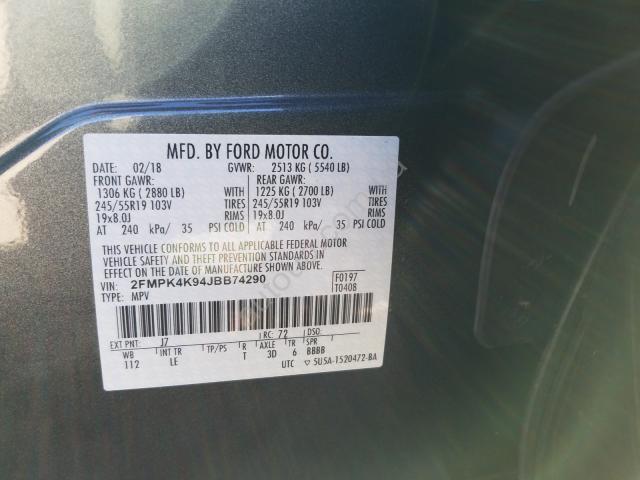 MFD. BY FORD MOTOR CO.
DATE: 02/18 GVWR: 2513 KG ( 5540 LB)
FRONT GAWR: REAR GAWR:
1306 KG ( 2880 LB) WITH 1225 KG ( 2700 LB) WITH
245/55R19 103V TIRES 245/55R19 103V TIRES
19x8.0J RIMS 19x8.0J RIMS
AT 240 kPa/ 35 PSI COLD AT 240 kPa/ 35 PSI COLD
THIS VEHICLE CONFORMS TO ALL APPLICABLE FEDERAL MOTOR
VEHICLE SAFETY AND THEFT PREVENTION STANDARDS IN
EFFECT ON THE DATE OF MANUFACTURE SHOWN ABOVE.
VIN: 2FMPK4K94JBB74290 F0197
TYPE: MPV T0408
EXT PNT: J7 RC: 72 DSO:
WB INT TR TP/PS R AXLE TR SPR
112 LE T 3D 6 BBBB
UTC ▽ 5U5A-1520472-BA